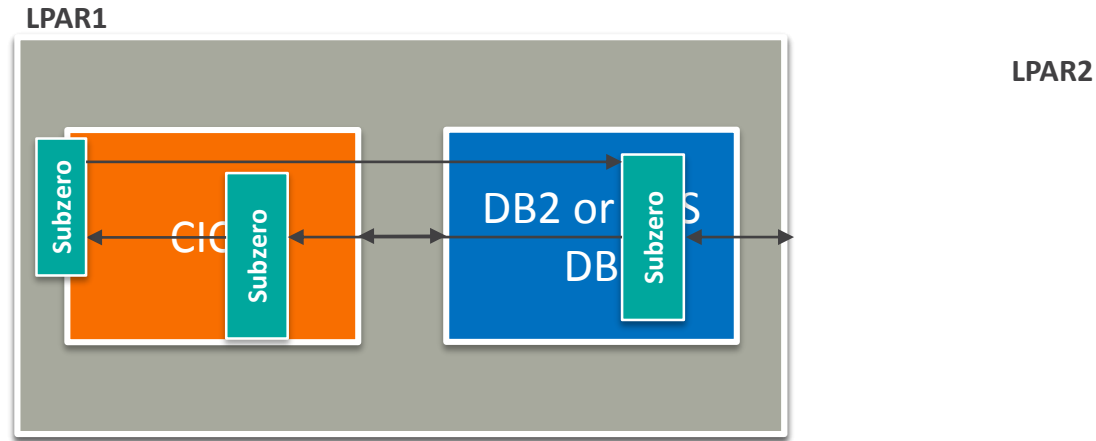 LPAR1
LPAR2
Subzero
CIC
Subzero
DB2 or
S
DB
Subzero